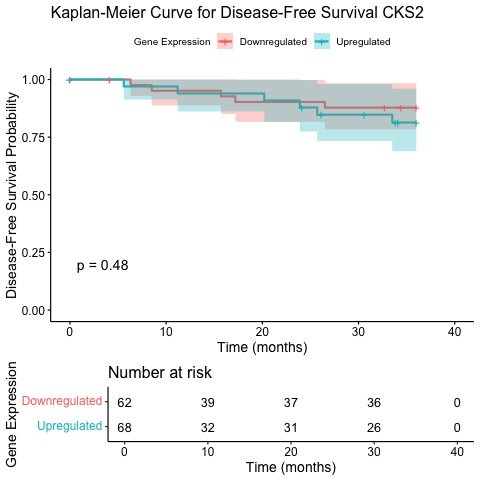 Kaplan-Meier Curve for Disease-Free Survival CKS2
Gene Expression Downregulated Upregulated
Disease-Free Survival Probability
1.00
0.75
0.50
0.25
0.00
p = 0.48
0 10 20 30 40
Time (months)
Number at risk
Gene Expression
Downregulated 62 39 37 36 0
Upregulated 68 32 31 26 0
0 10 20 30 40
Time (months)